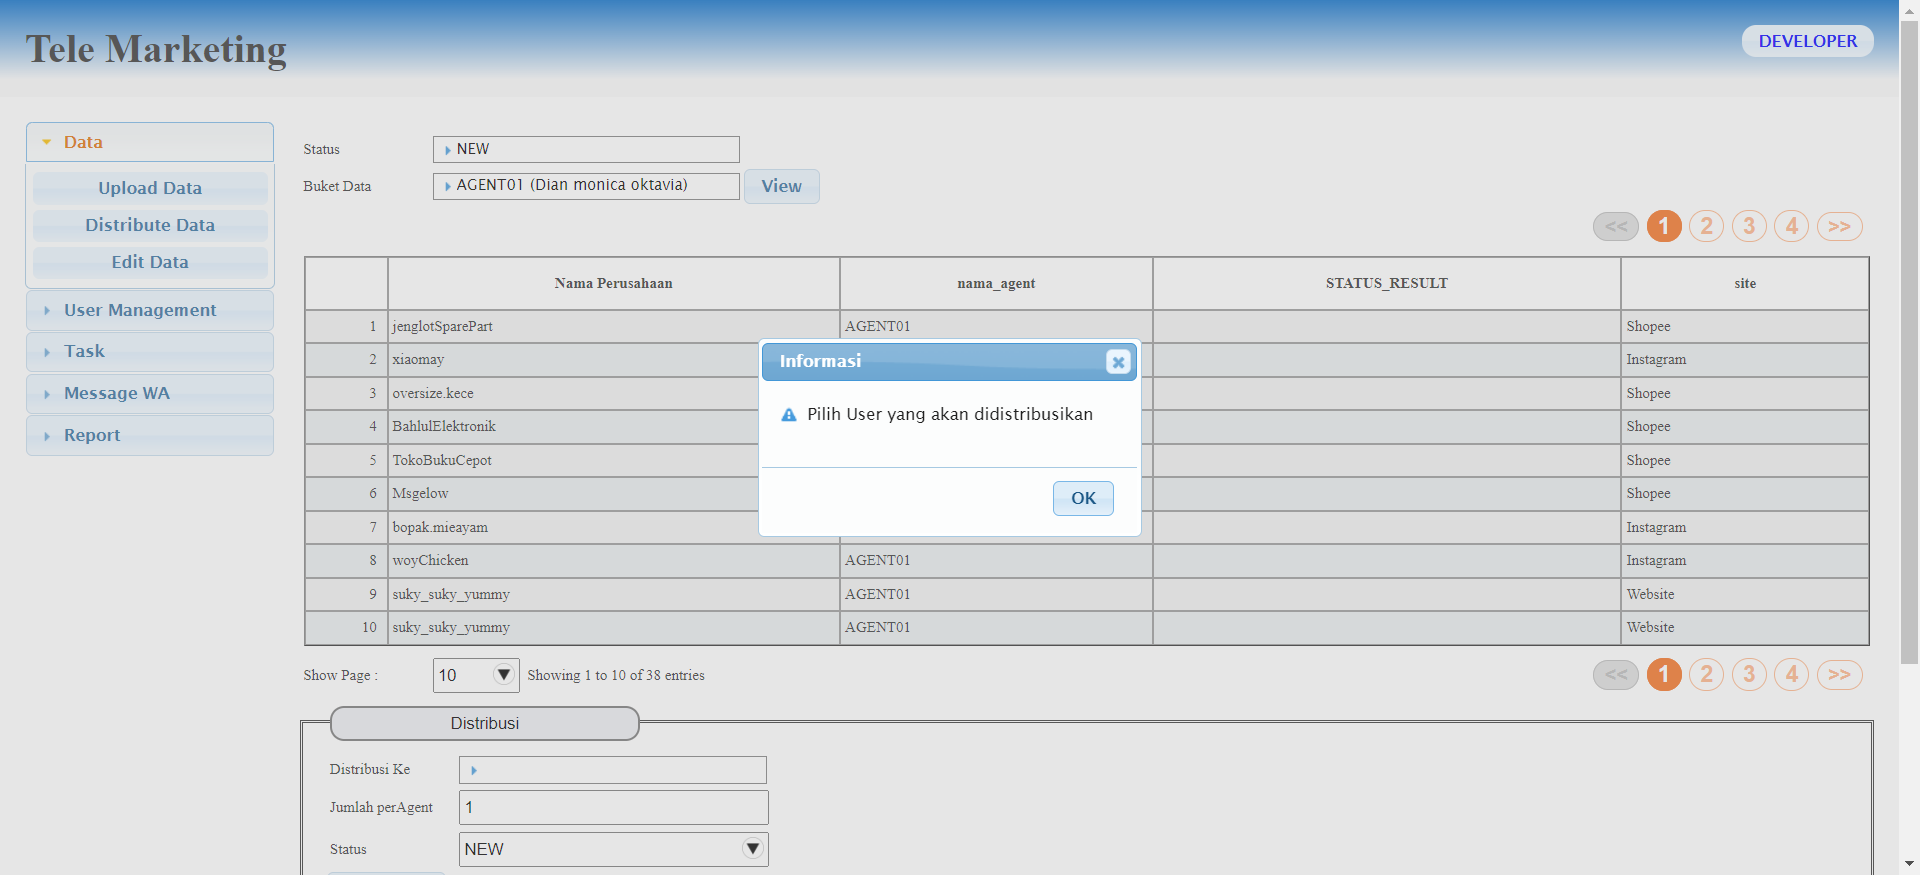 Tele Marketing
DEVELOPER
Data
Upload Data
Distribute Data
Edit Data
User Management
Task
Message WA
Report
Status NEW
Buket Data AGENT01 (Dian monica oktavia) View
<< 1 2 3 4 >>
Nama Perusahaan nama_agent STATUS_RESULT site
1 jenglotSparePart AGENT01 Shopee
2 xiaomay Instagram
3 oversize.kece Shopee
4 BahlulElektronik Shopee
5 TokoBukuCepot Shopee
6 Msgelow Shopee
7 bopak.mieayam Instagram
8 woyChicken AGENT01 Instagram
9 suky_suky_yummy AGENT01 Website
10 suky_suky_yummy AGENT01 Website
Informasi
Pilih User yang akan didistribusikan
OK
Show Page : 10 Showing 1 to 10 of 38 entries
<< 1 2 3 4 >>
Distribusi
Distribusi Ke
Jumlah perAgent 1
Status NEW